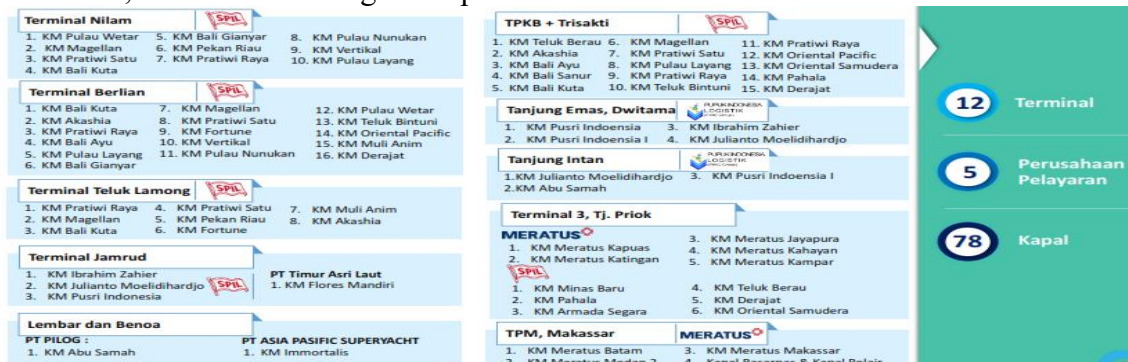 Terminal Nilam SPIL
1. KM Pulau Wetar 5. KM Bali Gianyar 8. KM Pulau Nunukan
2. KM Magellan 6. KM Pekan Riau 9. KM Vertikal
3. KM Pratiwi Satu 7. KM Pratiwi Raya 10. KM Pulau Layang
4. KM Bali Kuta
Terminal Berlian SPIL
1. KM Bali Kuta 7. KM Magellan 12. KM Pulau Wetar
2. KM Akashia 8. KM Pratiwi Satu 13. KM Teluk Bintuni
3. KM Pratiwi Raya 9. KM Fortune 14. KM Oriental Pacific
4. KM Bali Ayu 10. KM Vertikal 15. KM Muli Anim
5. KM Pulau Layang 11. KM Pulau Nunukan 16. KM Derajat
6. KM Bali Gianyar
Terminal Teluk Lamong SPIL
1. KM Pratiwi Raya 4. KM Pratiwi Satu 7. KM Muli Anim
2. KM Magellan 5. KM Pekan Riau 8. KM Akashia
3. KM Bali Kuta 6. KM Fortune
Terminal Jamrud
1. KM Ibrahim Zahier PT Timur Asri Laut
2. KM Julianto Moelidihardjo SPIL 1. KM Flores Mandiri
3. KM Pusri Indonesia
Lembar dan Benoa
PT PILOG : PT ASIA PASIFIC SUPERYACHT
1. KM Abu Samah 1. KM Immortalis
TPKB + Trisakti SPIL
1. KM Teluk Berau 6. KM Magellan 11. KM Pratiwi Raya
2. KM Akashia 7. KM Pratiwi Satu 12. KM Oriental Pacific
3. KM Bali Ayu 8. KM Pulau Layang 13. KM Oriental Samudera
4. KM Bali Sanur 9. KM Pratiwi Raya 14. KM Pahala
5. KM Bali Kuta 10. KM Teluk Bintuni 15. KM Derajat
Tanjung Emas, Dwitama PUPUK INDONESIA LOGISTIK
1. KM Pusri Indoensia 3. KM Ibrahim Zahier
2. KM Pusri Indoensia I 4. KM Julianto Moelidihardjo
Tanjung Intan PUPUK INDONESIA LOGISTIK
1.KM Julianto Moelidihardjo 3. KM Pusri Indoensia I
2.KM Abu Samah
Terminal 3, Tj. Priok
MERATUS
1. KM Meratus Kapuas 3. KM Meratus Jayapura
2. KM Meratus Katingan 4. KM Meratus Kahayan
5. KM Meratus Kampar
SPIL
1. KM Minas Baru 4. KM Teluk Berau
2. KM Pahala 5. KM Derajat
3. KM Armada Segara 6. KM Oriental Samudera
TPM, Makassar MERATUS
1. KM Meratus Batam 3. KM Meratus Makassar
12 Terminal
5 Perusahaan
Pelayaran
78 Kapal